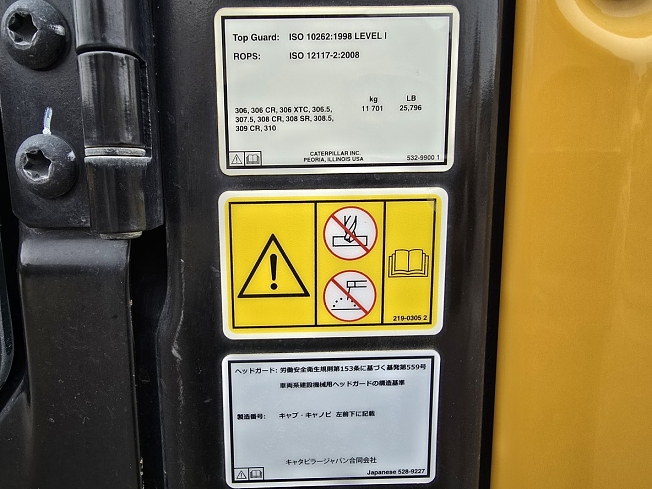 Top Guard: ISO 10262:1998 LEVEL I
ROPS: ISO 12117-2:2008
kg LB
306, 306 CR, 306 XTC, 306.5, 11 701 25,796
307.5, 308 CR, 308 SR, 308.5,
309 CR, 310
CATERPILLAR INC.
PEORIA, ILLINOIS USA
532-9900 1
219-0305 2
ヘッドガード: 労働安全衛生規則第153条に基づく基発第559号
車両系建設機械用ヘッドガードの構造基準
製造番号: キャブ・キャノピ 左前下に記載
キャタピラージャパン合同会社
Japanese 528-9227